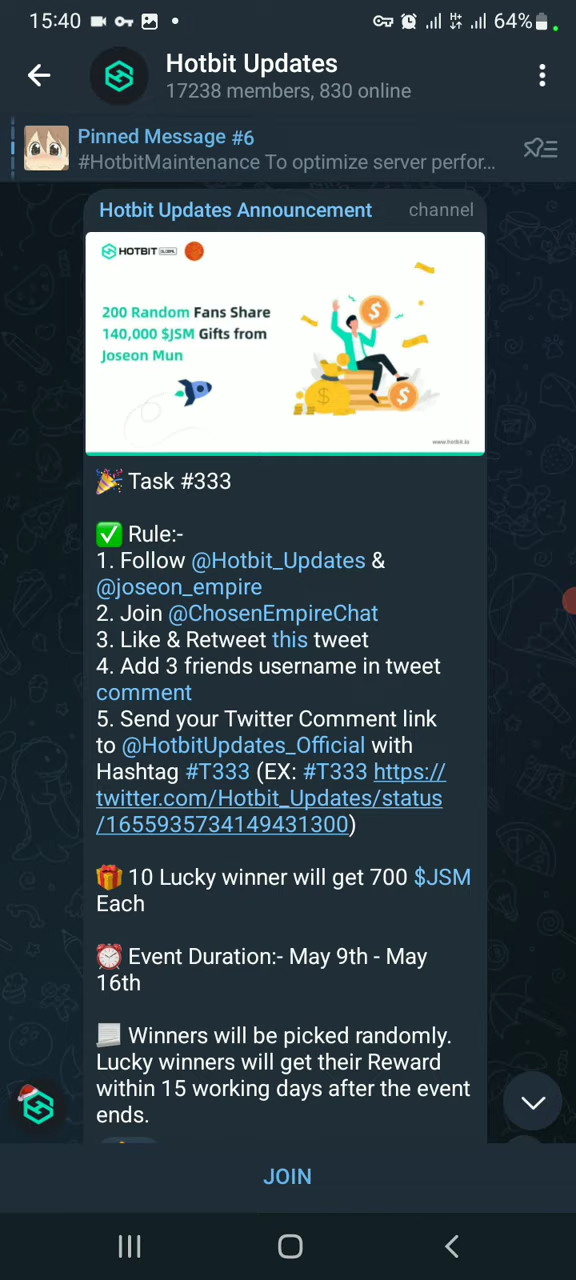 15:40
64%
Hotbit Updates
17238 members, 830 online
Pinned Message #6
#HotbitMaintenance To optimize server perfor...
Hotbit Updates Announcement channel
HOTBIT GLOBAL
200 Random Fans Share
140,000 $JSM Gifts from
Joseon Mun
www.hotbit.io
Task #333
Rule:-
1. Follow @Hotbit_Updates &
@joseon_empire
2. Join @ChosenEmpireChat
3. Like & Retweet this tweet
4. Add 3 friends username in tweet
comment
5. Send your Twitter Comment link
to @HotbitUpdates_Official with
Hashtag #T333 (EX: #T333 https://
twitter.com/Hotbit_Updates/status
/1655935734149431300)
10 Lucky winner will get 700 $JSM
Each
Event Duration:- May 9th - May
16th
Winners will be picked randomly.
Lucky winners will get their Reward
within 15 working days after the event
ends.
JOIN